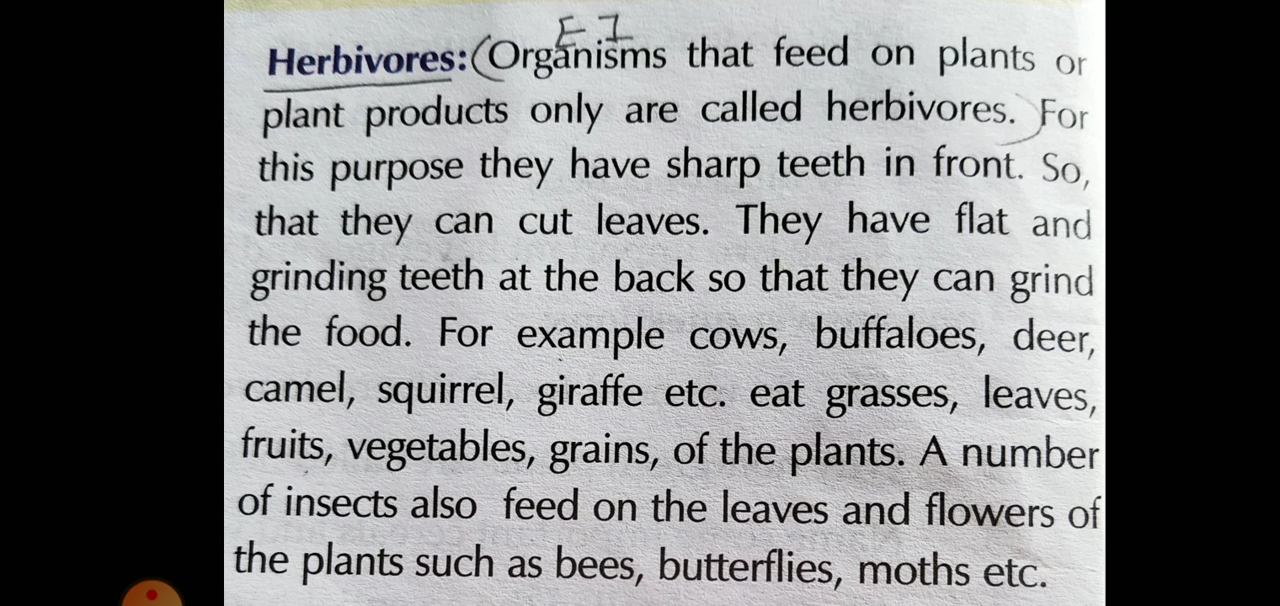 E 1
Herbivores: (Organisms that feed on plants or
plant products only are called herbivores.) For
this purpose they have sharp teeth in front. So,
that they can cut leaves. They have flat and
grinding teeth at the back so that they can grind
the food. For example cows, buffaloes, deer,
camel, squirrel, giraffe etc. eat grasses, leaves,
fruits, vegetables, grains, of the plants. A number
of insects also feed on the leaves and flowers of
the plants such as bees, butterflies, moths etc.